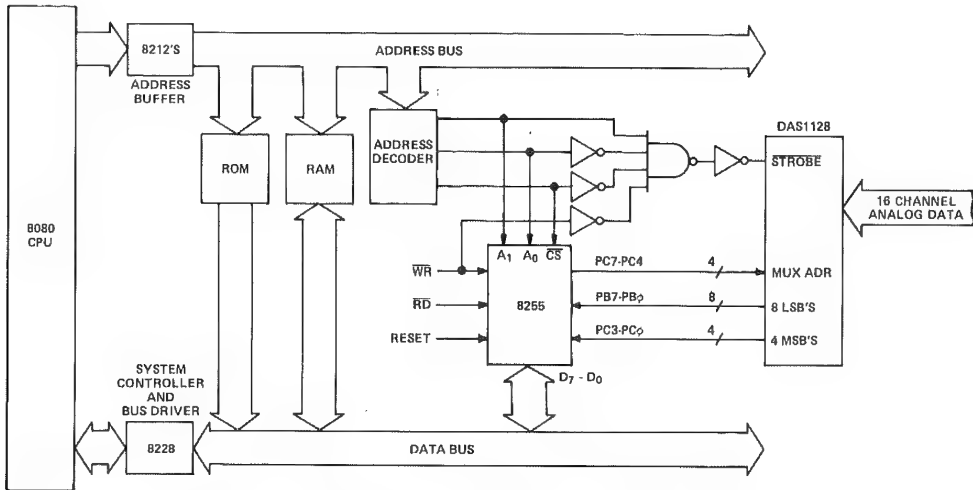 8212'S
ADDRESS BUS
ADDRESS
BUFFER
DAS1128
ADDRESS
DECODER
STROBE
ROM
RAM
16 CHANNEL
ANALOG DATA
8080
CPU
A1
A0
CS
WR
PC7-PC4
4
MUX ADR
RD
8255
PB7-PBφ
8
8 LSB'S
RESET
PC3-PCφ
4
4 MSB'S
SYSTEM
CONTROLLER
AND
BUS DRIVER
D7 - D0
8228
DATA BUS